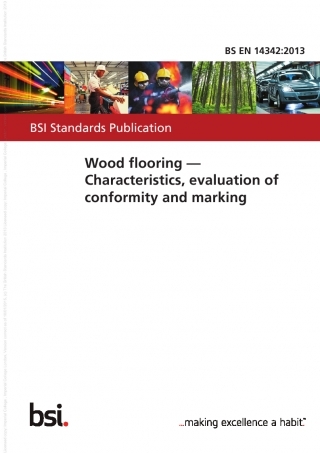 BS EN 14342:2013
BSI Standards Publication
Wood flooring —
Characteristics, evaluation of
conformity and marking
bsi.
...making excellence a habit.™